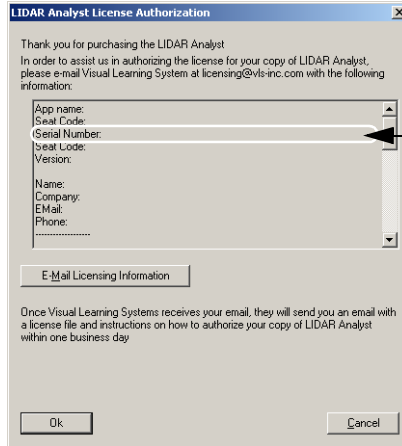 LIDAR Analyst License Authorization
Thank you for purchasing the LIDAR Analyst
In order to assist us in authorizing the license for your copy of LIDAR Analyst,
please e-mail Visual Learning System at licensing@vls-inc.com with the following
information:
App name:
Seat Code:
Serial Number:
Seat Code:
Version:
Name:
Company:
EMail:
Phone:
-------------------
E-Mail Licensing Information
Once Visual Learning Systems receives your email, they will send you an email with
a license file and instructions on how to authorize your copy of LIDAR Analyst
within one business day
Ok
Cancel